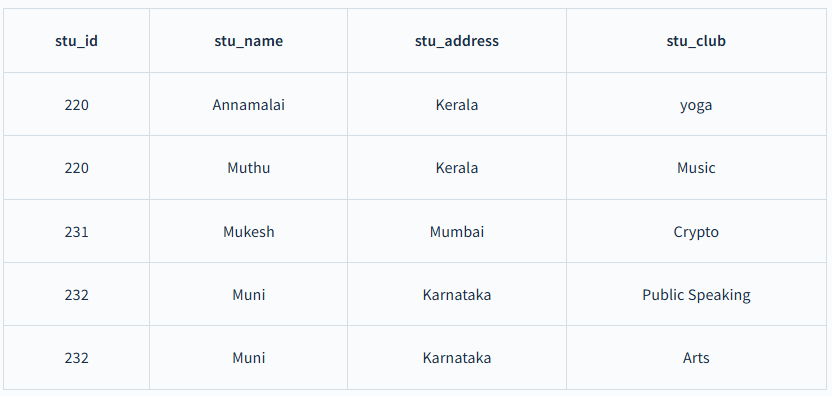 stu_id stu_name stu_address stu_club
220 Annamalai Kerala yoga
220 Muthu Kerala Music
231 Mukesh Mumbai Crypto
232 Muni Karnataka Public Speaking
232 Muni Karnataka Arts